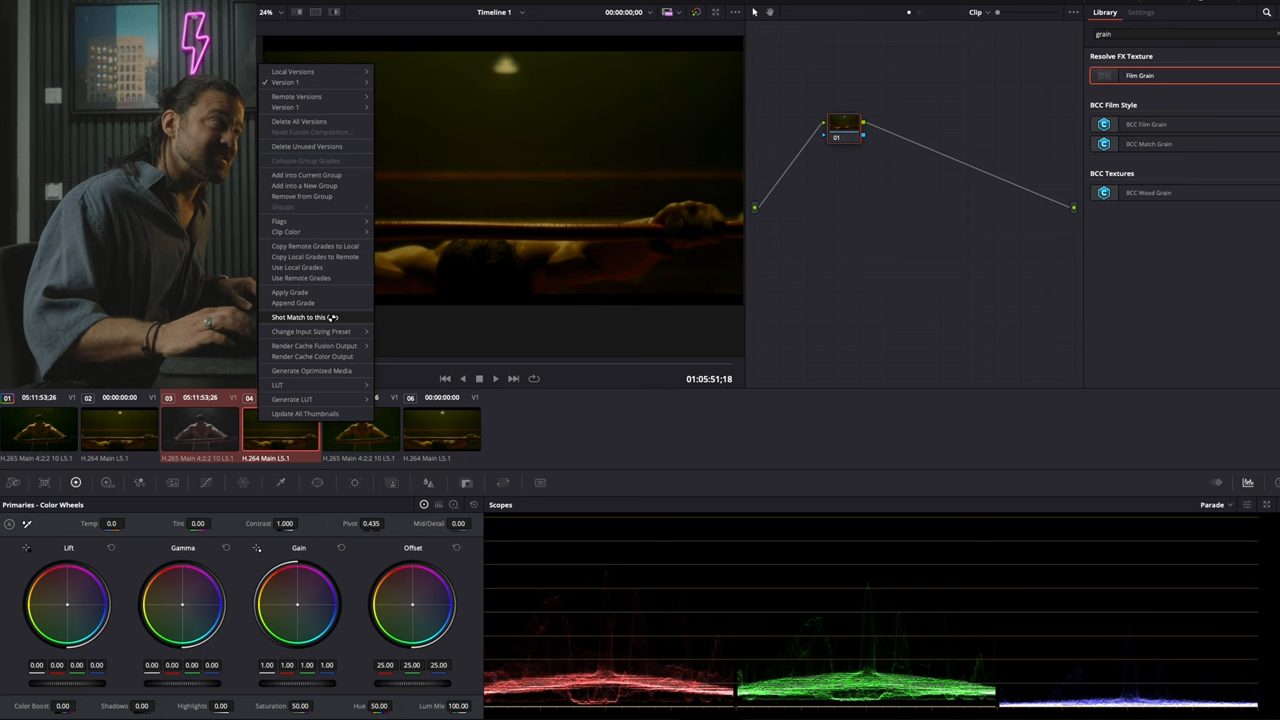 24%
Timeline 1
00:00:00;00
Clip
Library
Settings
grain
Resolve FX Texture
Film Grain
BCC Film Style
BCC Film Grain
BCC Match Grain
BCC Textures
BCC Wood Grain
01
Local Versions
Version 1
Remote Versions
Version 1
Delete All Versions
Reset Fusion Composition...
Delete Unused Versions
Collapse Group Grades
Add into Current Group
Add into a New Group
Remove from Group
Groups
Flags
Clip Color
Copy Remote Grades to Local
Copy Local Grades to Remote
Use Local Grades
Use Remote Grades
Apply Grade
Append Grade
Shot Match to this
Change Input Sizing Preset
Render Cache Fusion Output
Render Cache Color Output
Generate Optimized Media
LUT
Generate LUT
Update All Thumbnails
01:05:51;18
01 05:11:53;26 V1 02 00:00:00;00 V1 03 05:11:53;26 V1 04 V1 06 00:00:00;00 V1
H.265 Main 4:2:2 10 L5.1 H.264 Main L5.1 H.265 Main 4:2:2 10 L5.1 H.264 Main L5.1 H.265 Main 4:2:2 10 L5.1 H.264 Main L5.1
Primaries - Color Wheels
Scopes
Parade
Temp 0.0 Tint 0.00 Contrast 1.000 Pivot 0.435 Mid/Detail 0.00
Lift Gamma Gain Offset
0.00 0.00 0.00 0.00 0.00 0.00 0.00 0.00 1.00 1.00 1.00 1.00 25.00 25.00 25.00
Color Boost 0.00 Shadows 0.00 Highlights 0.00 Saturation 50.00 Hue 50.00 Lum Mix 100.00